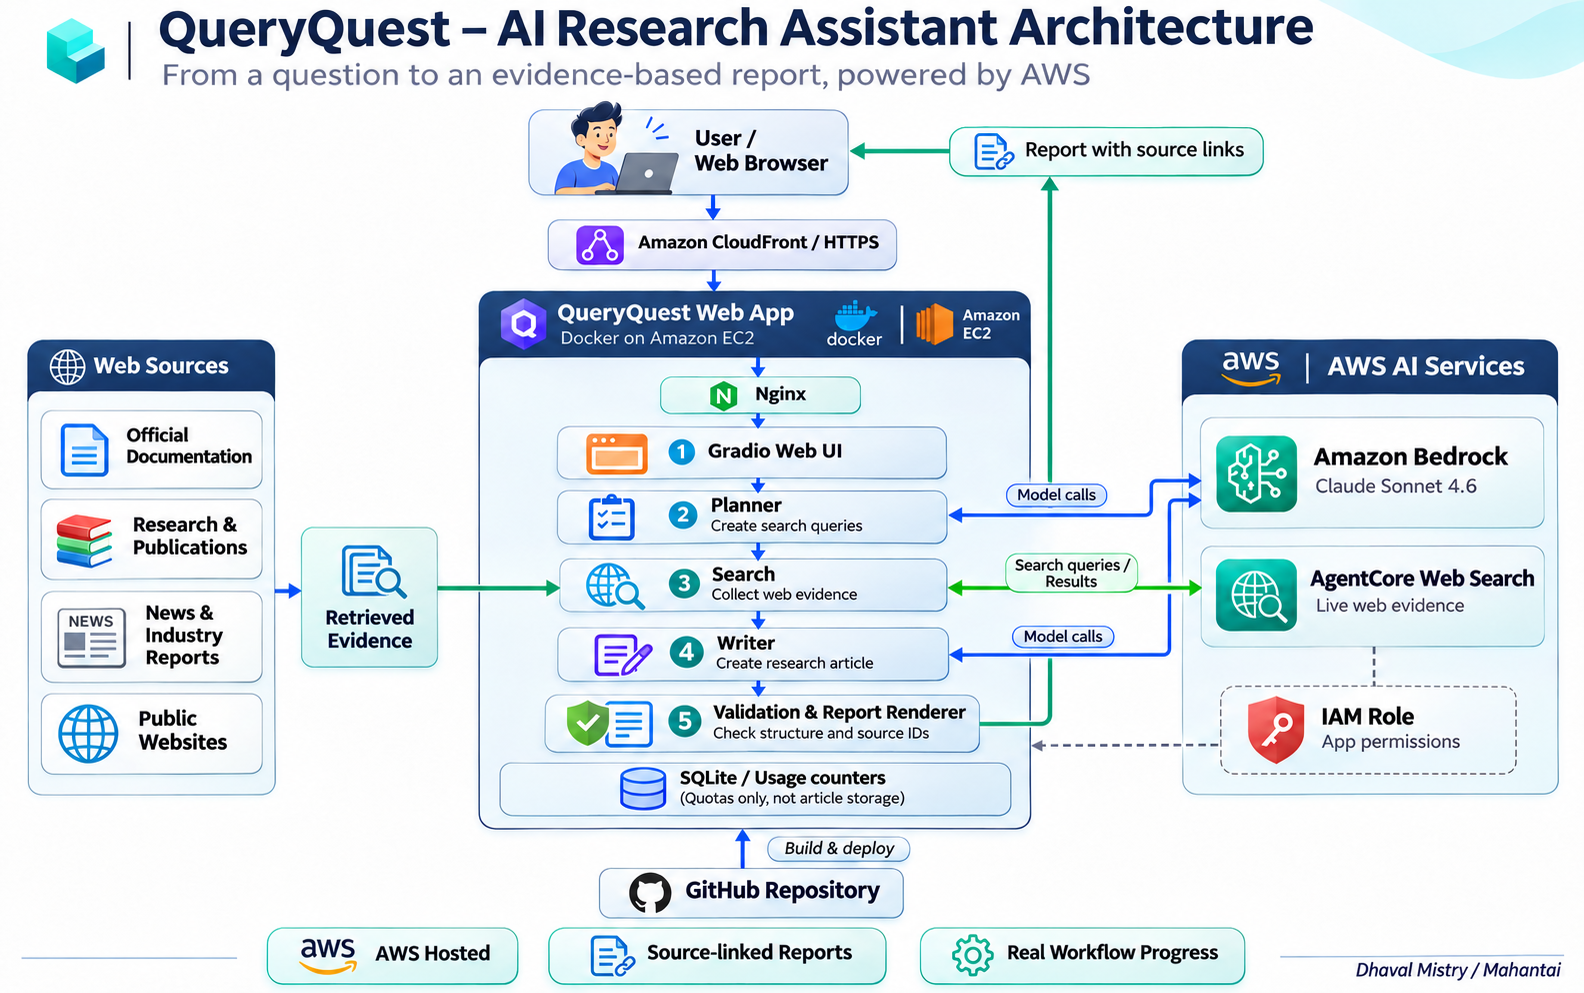 QueryQuest – AI Research Assistant Architecture
From a question to an evidence-based report, powered by AWS
User /
Web Browser
Report with source links
Amazon CloudFront / HTTPS
QueryQuest Web App
Docker on Amazon EC2
docker
Amazon
EC2
Nginx
1 Gradio Web UI
2 Planner
Create search queries
3 Search
Collect web evidence
4 Writer
Create research article
5 Validation & Report Renderer
Check structure and source IDs
SQLite / Usage counters
(Quotas only, not article storage)
Web Sources
Official
Documentation
Research &
Publications
NEWS
News &
Industry
Reports
Public
Websites
Retrieved
Evidence
Model calls
Search queries /
Results
Model calls
aws
AWS AI Services
Amazon Bedrock
Claude Sonnet 4.6
AgentCore Web Search
Live web evidence
IAM Role
App permissions
Build & deploy
GitHub Repository
aws AWS Hosted
Source-linked Reports
Real Workflow Progress
Dhaval Mistry / Mahantai